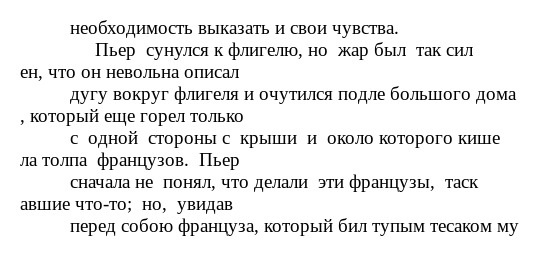 необходимость выказать и свои чувства.
Пьер сунулся к флигелю, но жар был так сил
ен, что он невольна описал
дугу вокруг флигеля и очутился подле большого дома
, который еще горел только
с одной стороны с крыши и около которого кише
ла толпа французов. Пьер
сначала не понял, что делали эти французы, таск
авшие что-то; но, увидав
перед собою француза, который бил тупым тесаком му